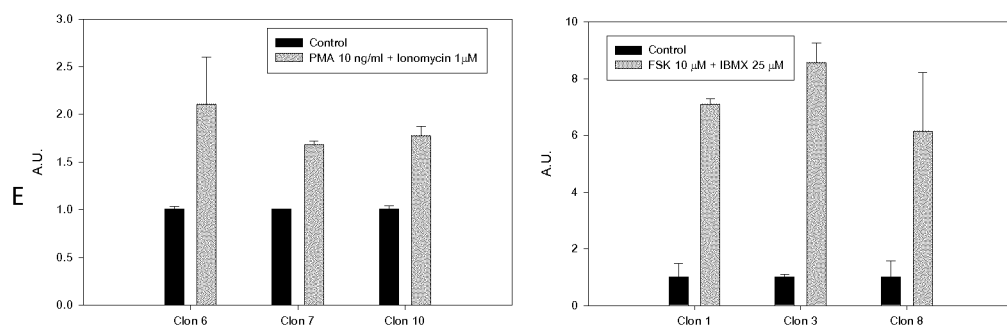 E
3.0
2.5
2.0
1.5
1.0
0.5
0.0
A.U.
Control
PMA 10 ng/ml + Ionomycin 1μM
Clon 6 Clon 7 Clon 10
10
8
6
4
2
0
A.U.
Control
FSK 10 μM + IBMX 25 μM
Clon 1 Clon 3 Clon 8